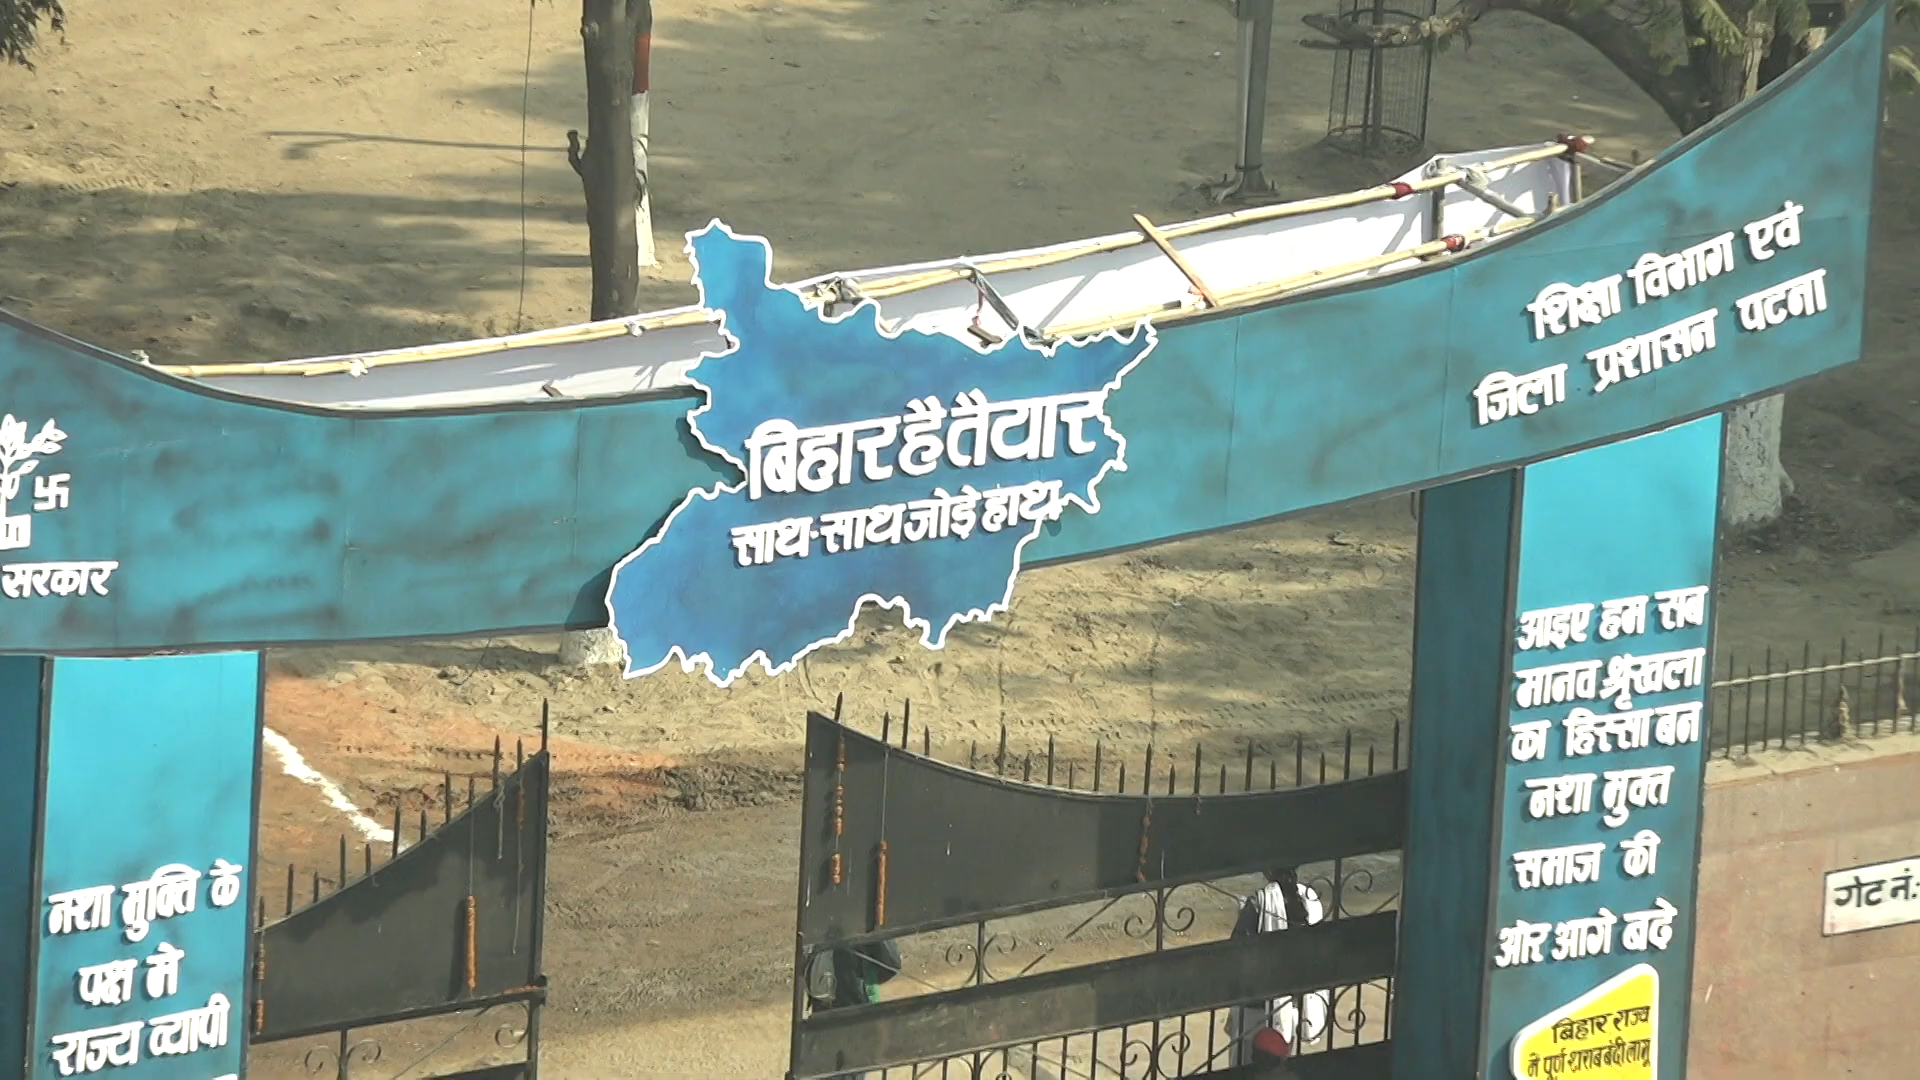 सरकार
बिहार है तैयार
साथ-साथ जोड़े हाथ
शिक्षा विभाग एवं
जिला प्रशासन पटना
नशा मुक्ति के
पक्ष में
राज्य व्यापी
आइए हम सब
मानव श्रृंखला
का हिस्सा बन
नशा मुक्त
समाज की
ओर आगे बढ़े
बिहार राज्य
में पूर्ण शराबबंदी लागू
गेट नं.